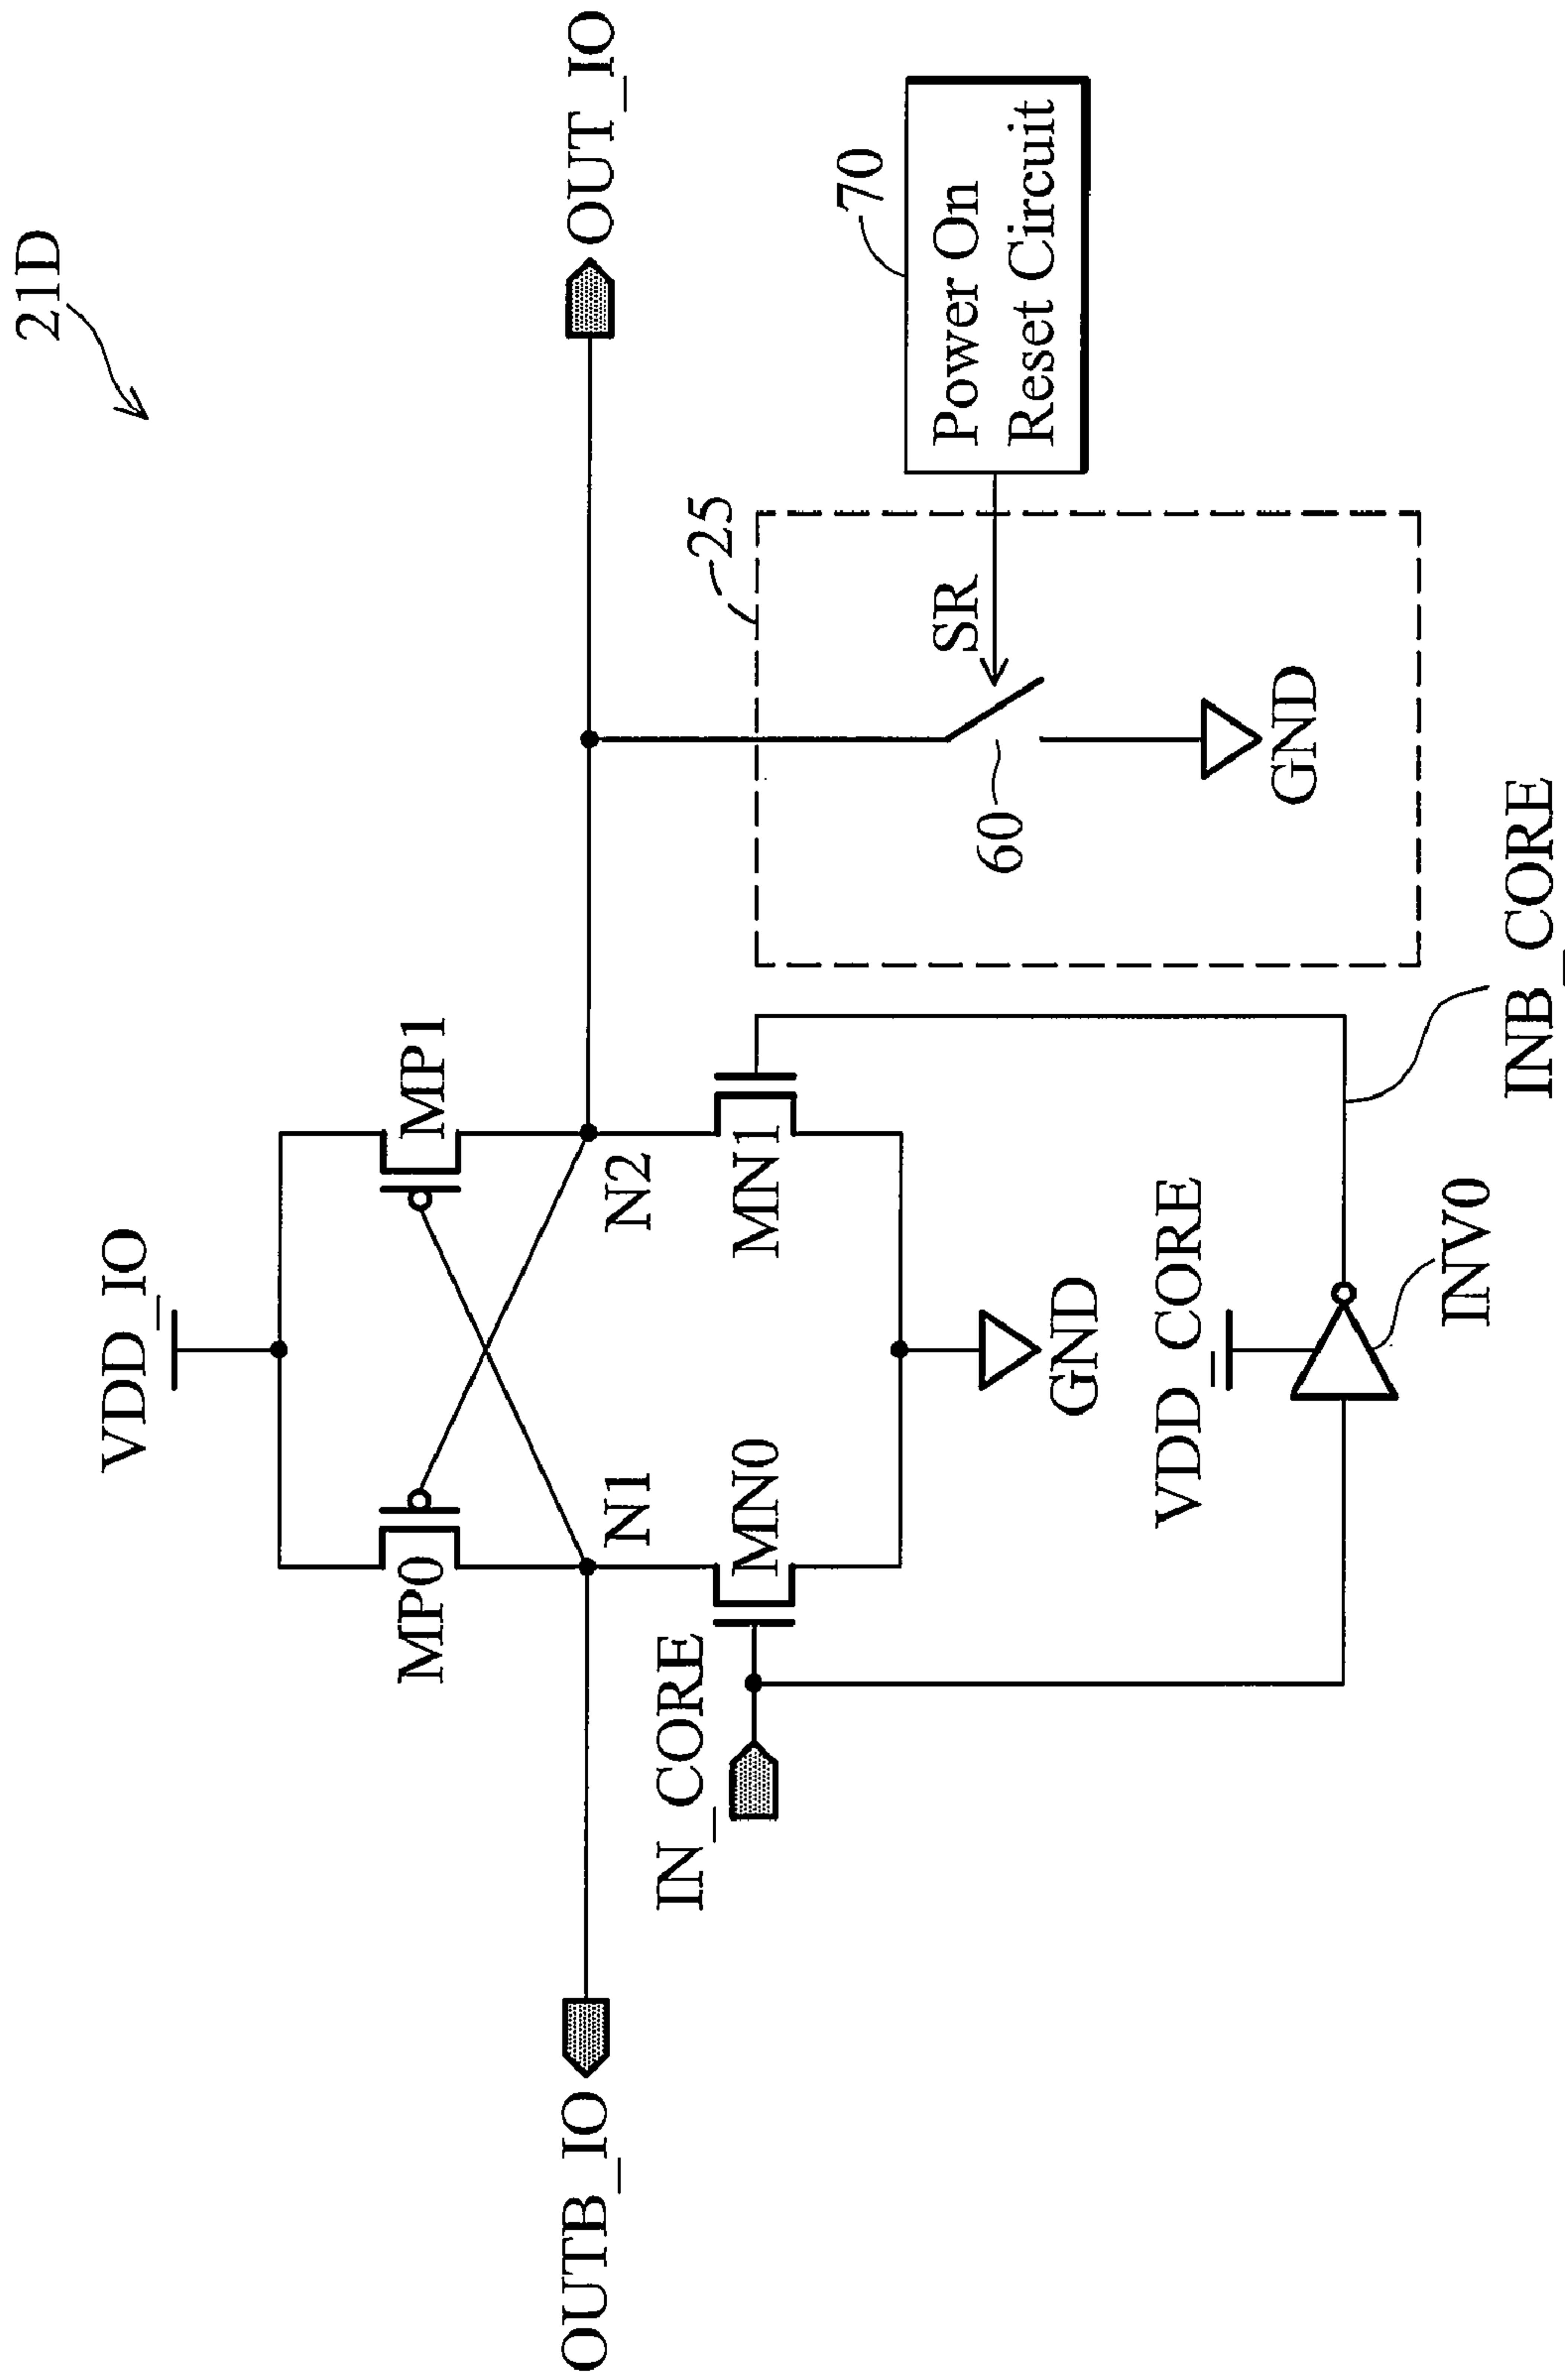 21D
VDD_IO
MP0
MP1
OUTB_IO
N1
N2
OUT_IO
IN_CORE
MN0
MN1
25
70
GND
SR
Power On
Reset Circuit
60
VDD_CORE
GND
INV0
INB_CORE